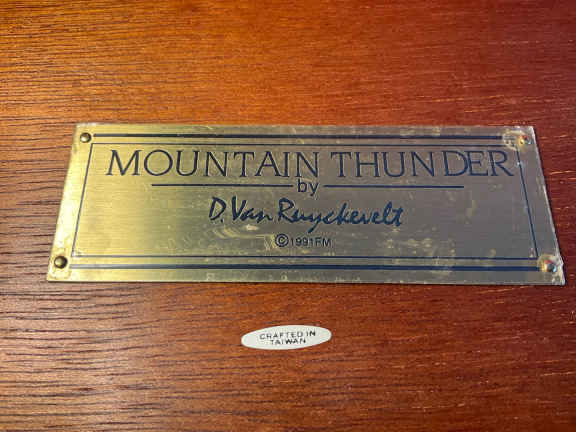 MOUNTAIN THUNDER
by
D. Van Ruyckevelt
©1991FM
CRAFTED IN
TAIWAN